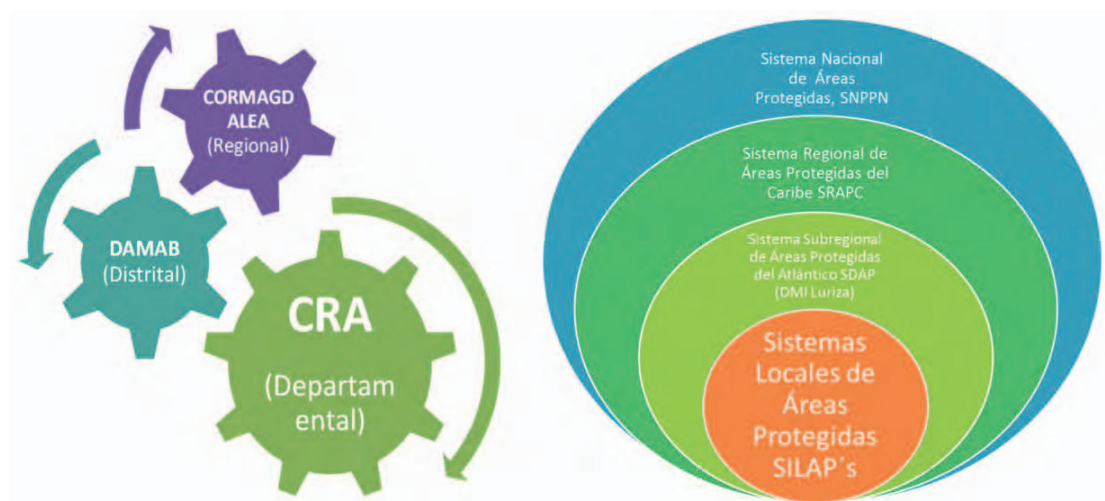 CORMAGD
ALEA
(Regional)
DAMAB
(Distrital)
CRA
(Departam
ental)
Sistema Nacional
de Áreas
Protegidas, SNPPN
Sistema Regional de
Áreas Protegidas del
Caribe SRAPC
Sistema Subregional
de Áreas Protegidas
del Atlántico SDAP
(DMI Luriza)
Sistemas
Locales de
Áreas
Protegidas
SILAP´s